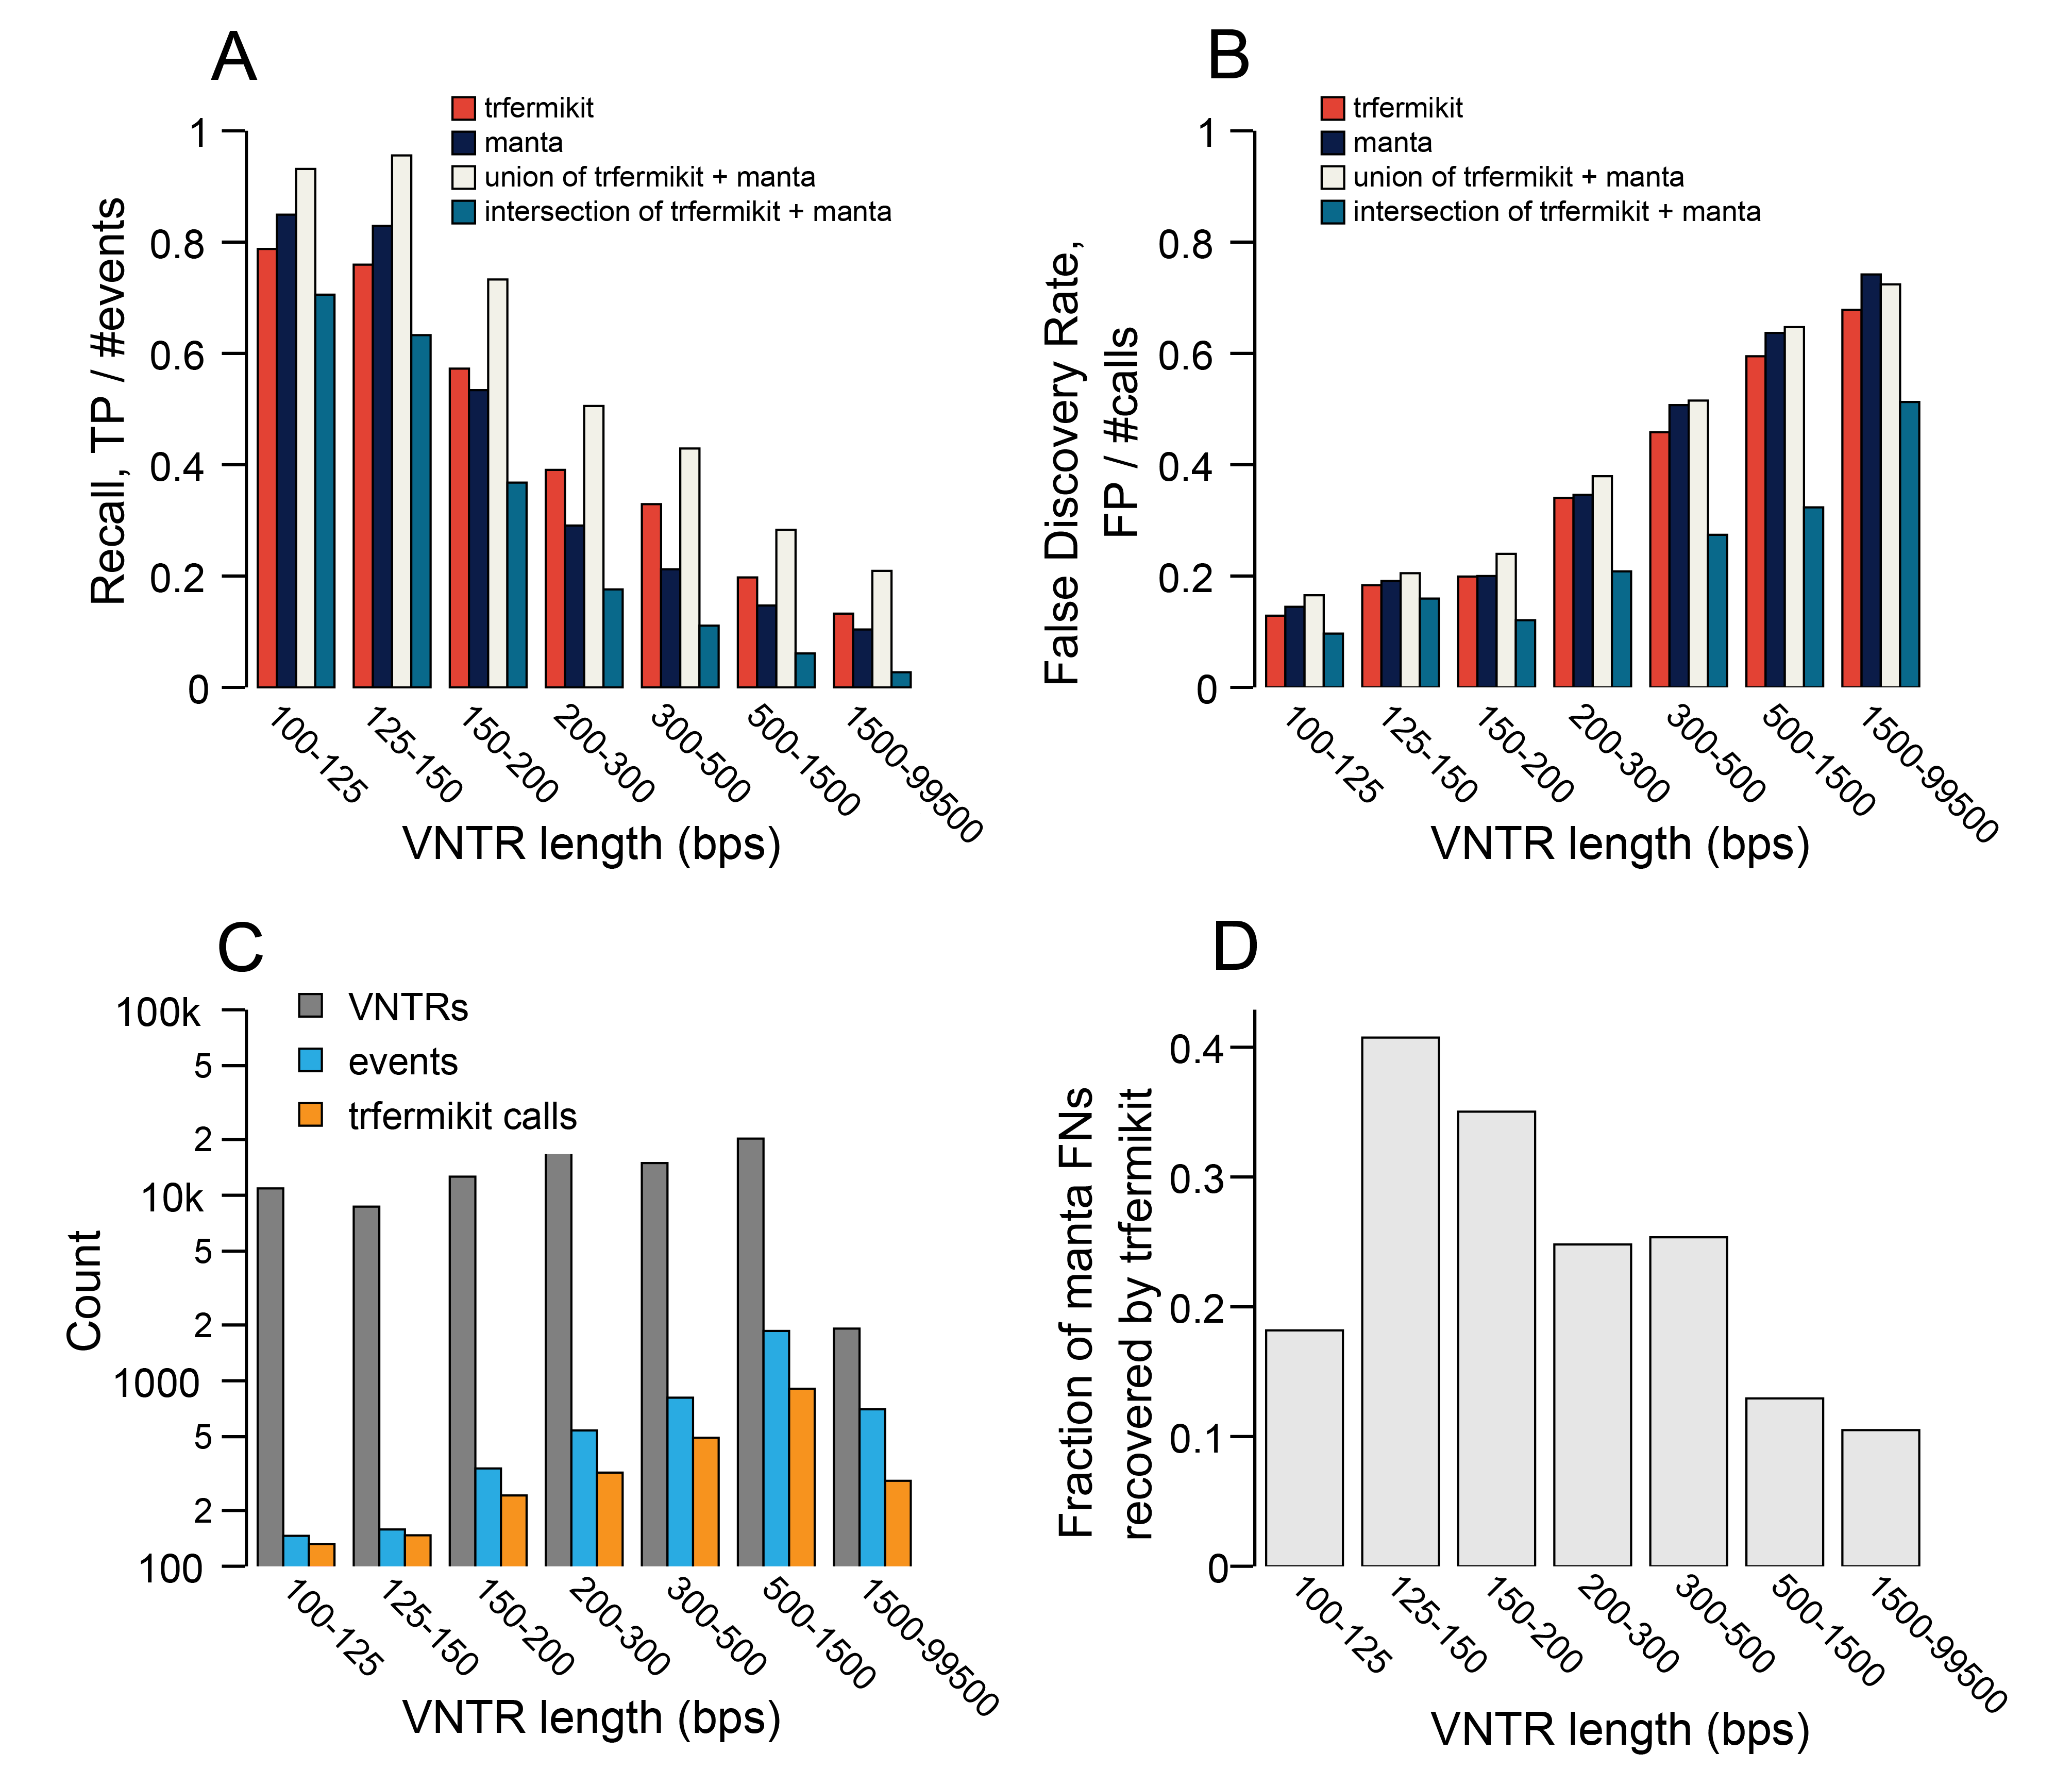 A
trfermikit
manta
union of trfermikit + manta
intersection of trfermikit + manta
1
0.8
0.6
0.4
0.2
0
Recall, TP / #events
100-125
125-150
150-200
200-300
300-500
500-1500
1500-99500
VNTR length (bps)
B
trfermikit
manta
union of trfermikit + manta
intersection of trfermikit + manta
1
0.8
0.6
0.4
0.2
0
False Discovery Rate,
FP / #calls
100-125
125-150
150-200
200-300
300-500
500-1500
1500-99500
VNTR length (bps)
C
VNTRs
events
trfermikit calls
100k
5
2
10k
5
2
1000
5
2
100
Count
100-125
125-150
150-200
200-300
300-500
500-1500
1500-99500
VNTR length (bps)
D
0.4
0.3
0.2
0.1
0
Fraction of manta FNs
recovered by trfermikit
100-125
125-150
150-200
200-300
300-500
500-1500
1500-99500
VNTR length (bps)